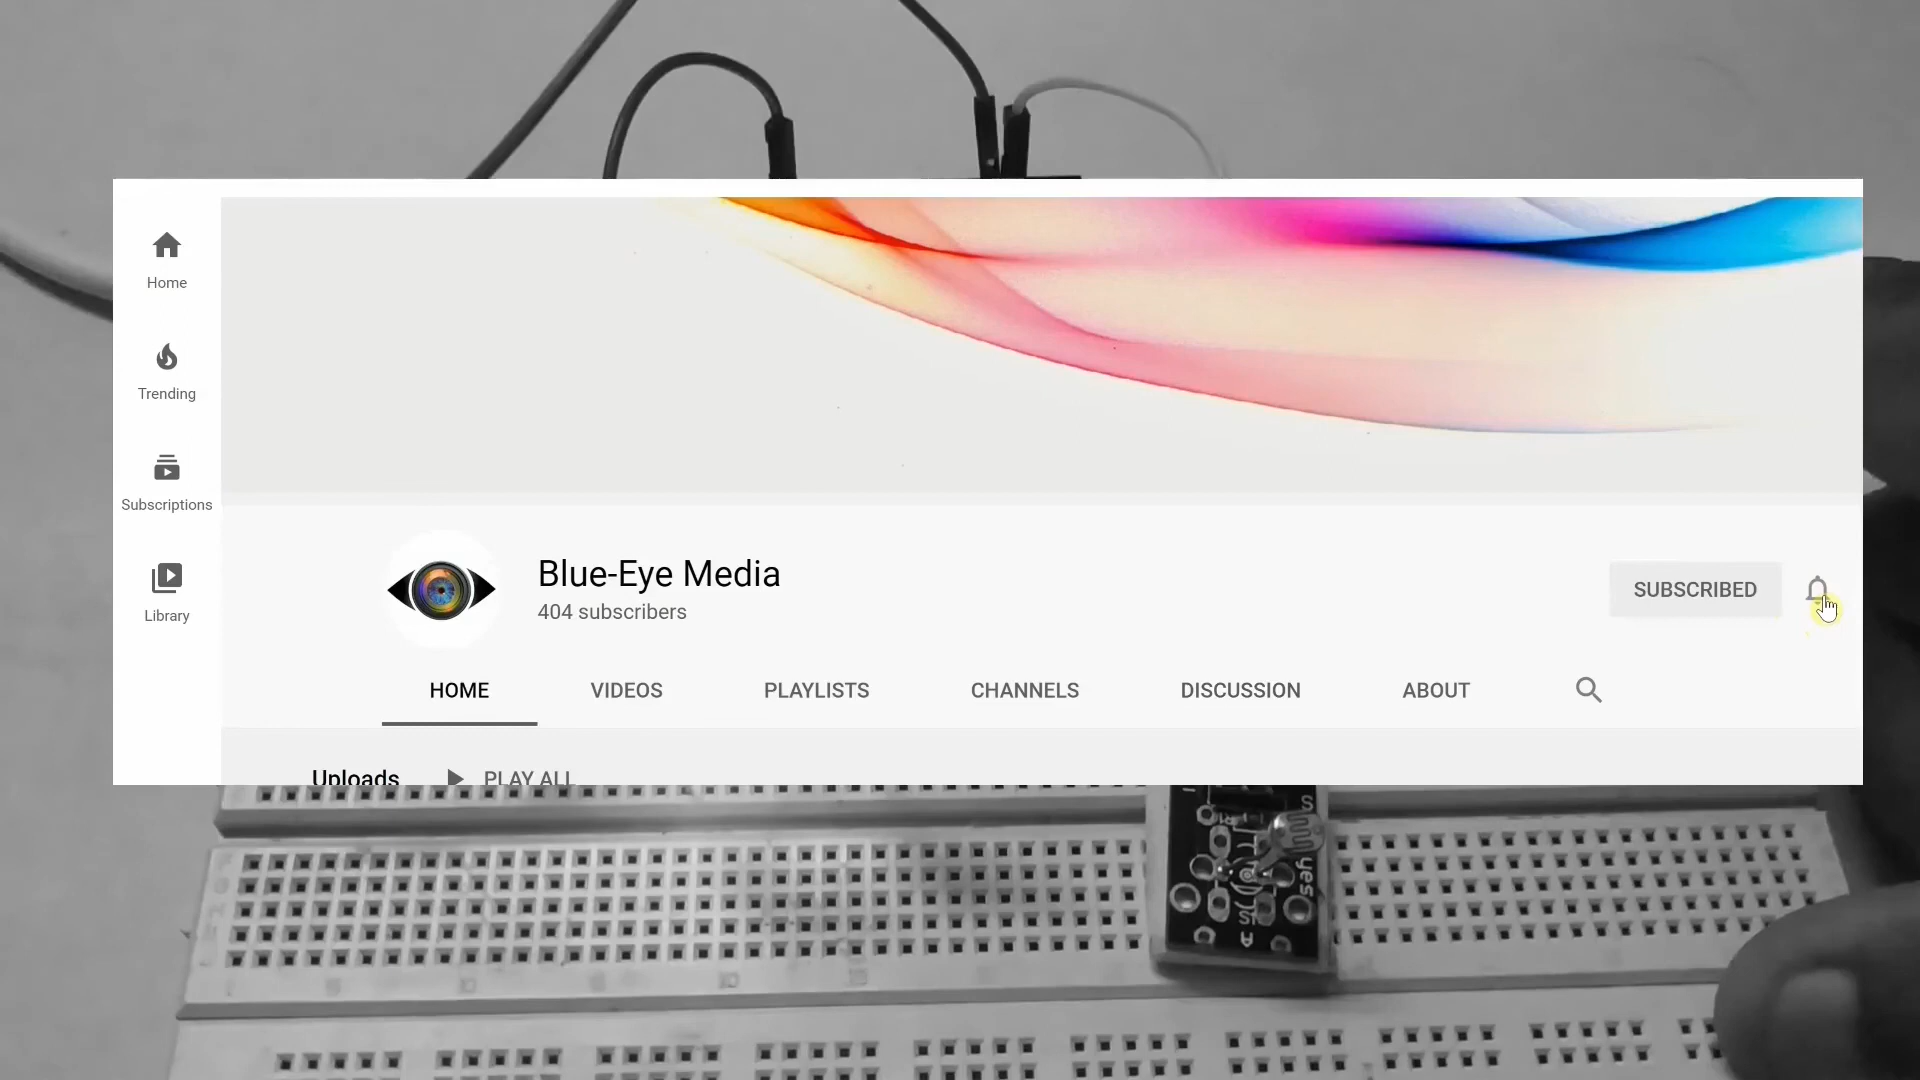 Home
Trending
Subscriptions
Library
Blue-Eye Media
404 subscribers
SUBSCRIBED
HOME
VIDEOS
PLAYLISTS
CHANNELS
DISCUSSION
ABOUT
Uploads
PLAY ALL
yes